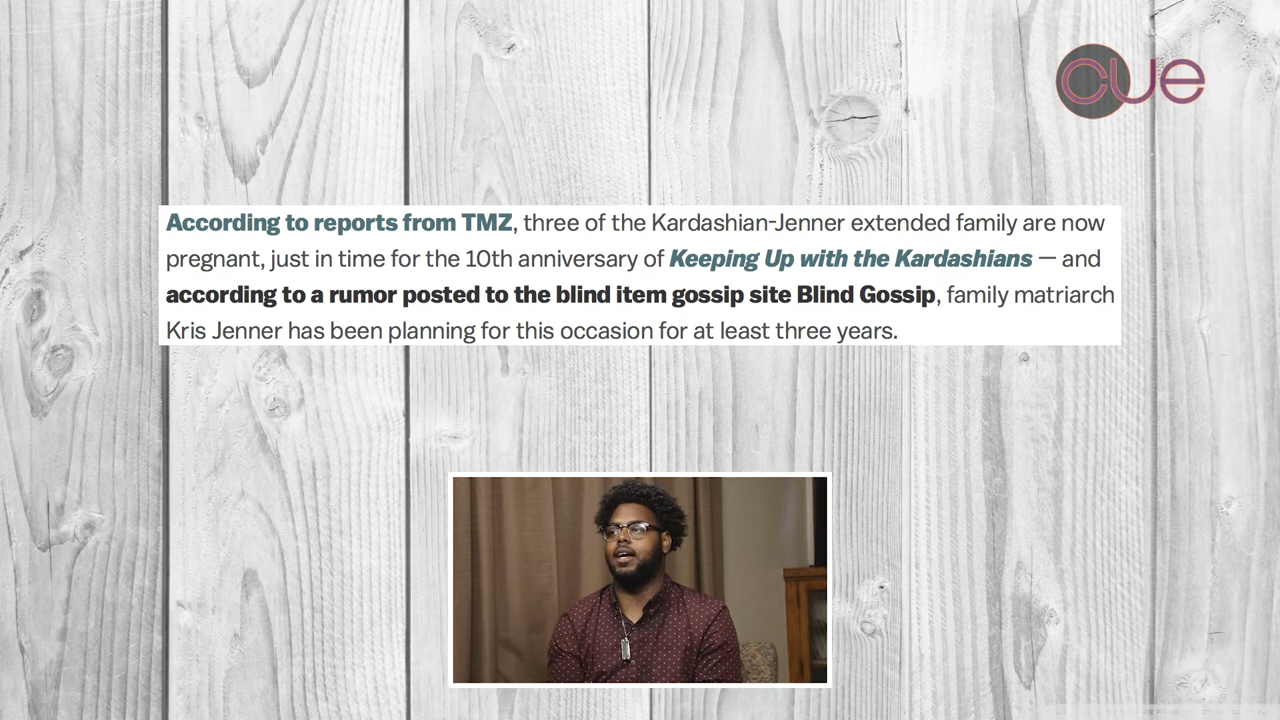 cue
According to reports from TMZ, three of the Kardashian-Jenner extended family are now
pregnant, just in time for the 10th anniversary of Keeping Up with the Kardashians — and
according to a rumor posted to the blind item gossip site Blind Gossip, family matriarch
Kris Jenner has been planning for this occasion for at least three years.